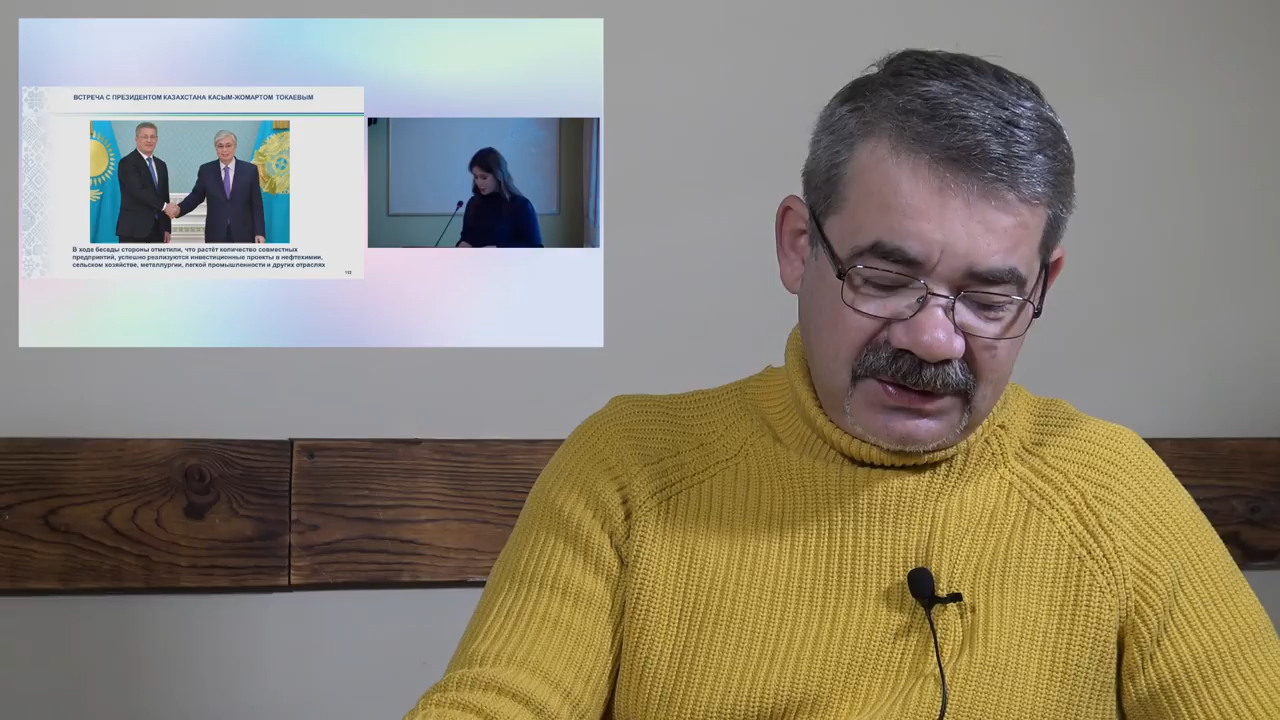 ВСТРЕЧА С ПРЕЗИДЕНТОМ КАЗАХСТАНА КАСЫМ-ЖОМАРТОМ ТОКАЕВЫМ
В ходе беседы стороны отметили, что растёт количество совместных
предприятий, успешно реализуются инвестиционные проекты в нефтехимии,
сельском хозяйстве, металлургии, легкой промышленности и других отраслях
113